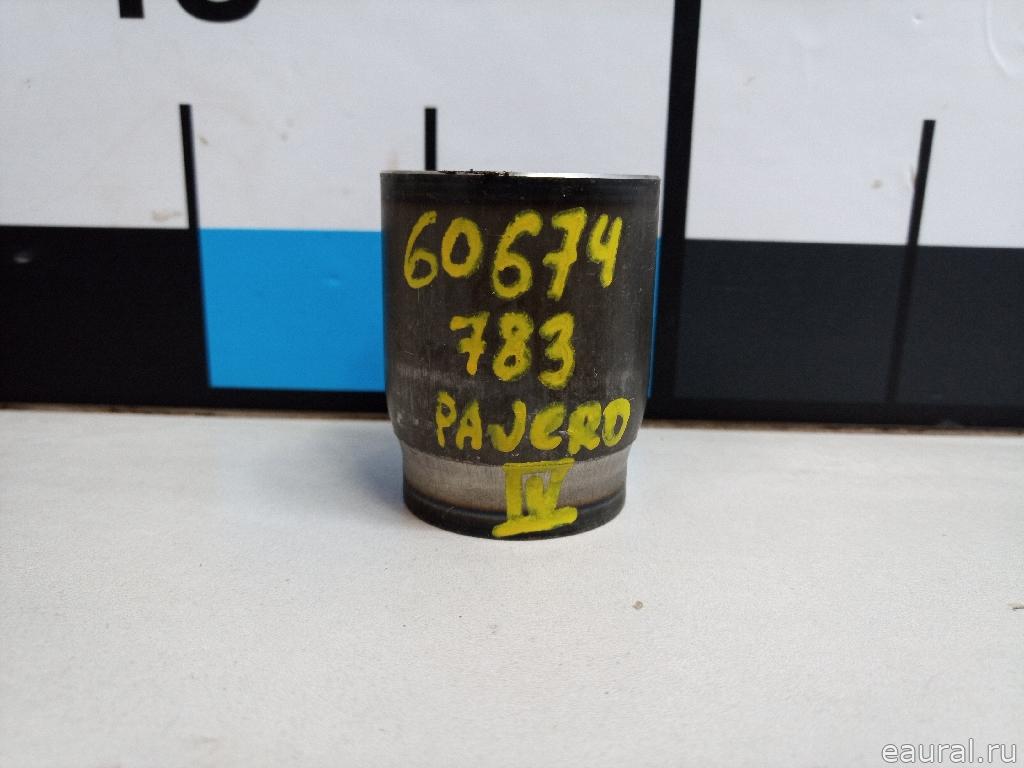 60674
783
PAJERO
IV
eaural.ru